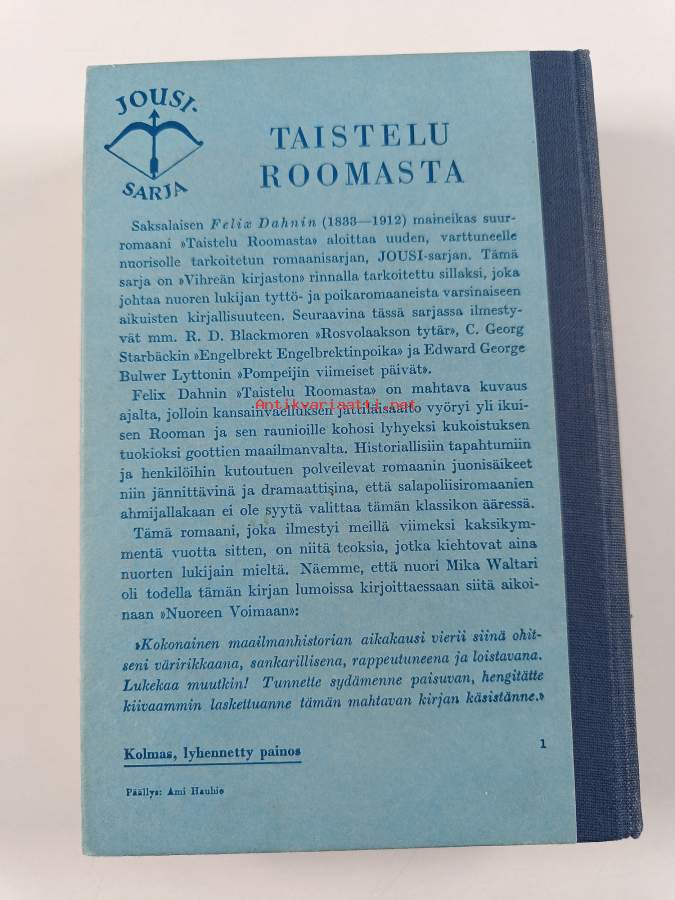 JOUSI-
SARJA
TAISTELU
ROOMASTA
Saksalaisen Felix Dahnin (1833—1912) maineikas suur-
romaani »Taistelu Roomasta» aloittaa uuden, varttuneelle
nuorisolle tarkoitetun romaanisarjan, JOUSI-sarjan. Tämä
sarja on »Vihreän kirjaston» rinnalla tarkoitettu sillaksi, joka
johtaa nuoren lukijan tyttö- ja poikaromaaneista varsinaiseen
aikuisten kirjallisuuteen. Seuraavina tässä sarjassa ilmesty-
vät mm. R. D. Blackmoren »Rosvolaakson tytär», C. Georg
Starbäckin »Engelbrekt Engelbrektinpoika» ja Edward George
Bulwer Lyttonin »Pompeijin viimeiset päivät».
Felix Dahnin »Taistelu Roomasta» on mahtava kuvaus
Antikvariaatti.net
ajalta, jolloin kansainvaelluksen jättiläisaalto vyöryi yli ikui-
sen Rooman ja sen raunioille kohosi lyhyeksi kukoistuksen
tuokioksi goottien maailmanvalta. Historiallisiin tapahtumiin
ja henkilöihin kutoutuen polveilevat romaanin juonisäikeet
niin jännittävinä ja dramaattisina, että salapoliisiromaanien
ahmijallakaan ei ole syytä valittaa tämän klassikon ääressä.
Tämä romaani, joka ilmestyi meillä viimeksi kaksikym-
mentä vuotta sitten, on niitä teoksia, jotka kiehtovat aina
nuorten lukijain mieltä. Näemme, että nuori Mika Waltari
oli todella tämän kirjan lumoissa kirjoittaessaan siitä aikoi-
naan »Nuoreen Voimaan»:
»Kokonainen maailmanhistorian aikakausi vierii siinä ohit-
seni väririkkaana, sankarillisena, rappeutuneena ja loistavana.
Lukekaa muutkin! Tunnette sydämenne paisuvan, hengitätte
kiivaammin laskettuanne tämän mahtavan kirjan käsistänne.»
Kolmas, lyhennetty painos
1
Päällys: Ami Hauhio